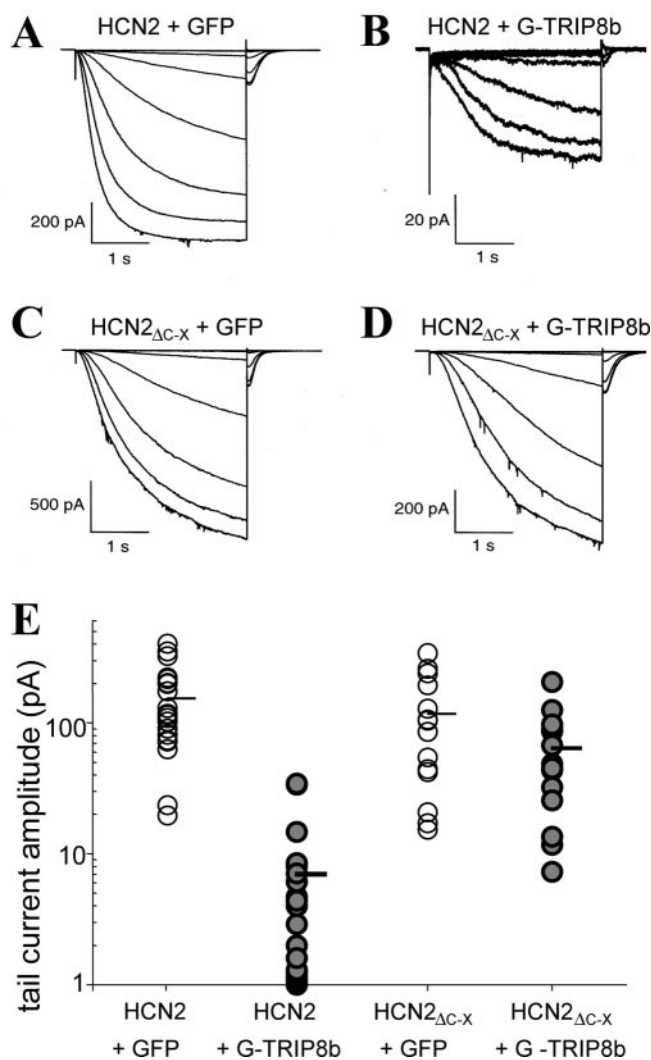 A HCN2 + GFP
B HCN2 + G-TRIP8b
200 pA
1 s
20 pA
1 s
C HCN2ΔC-X + GFP
D HCN2ΔC-X + G-TRIP8b
500 pA
1 s
200 pA
1 s
E
tail current amplitude (pA)
100
10
1
HCN2 HCN2 HCN2ΔC-X HCN2ΔC-X
+ GFP + G-TRIP8b + GFP + G -TRIP8b